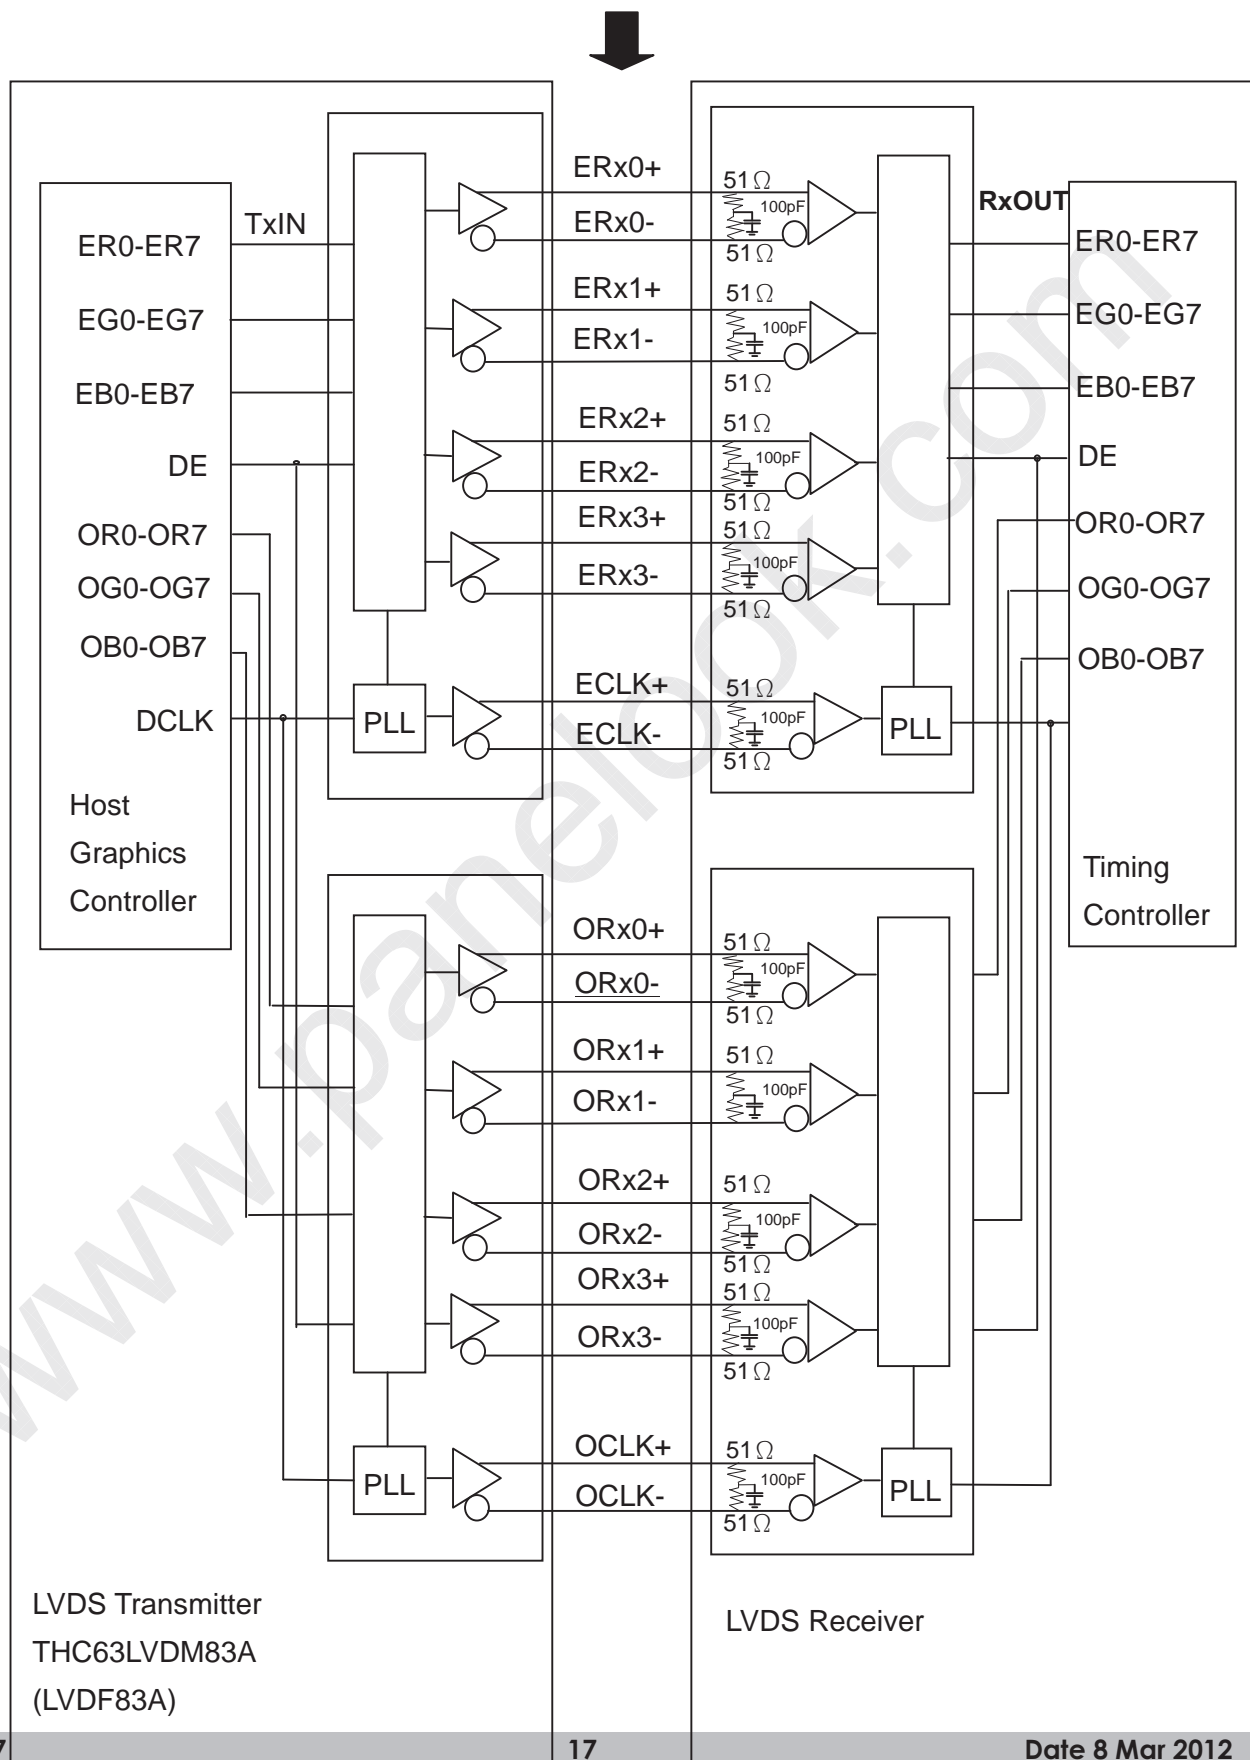 TxIN
ER0-ER7
EG0-EG7
EB0-EB7
DE
OR0-OR7
OG0-OG7
OB0-OB7
DCLK
Host
Graphics
Controller
PLL
PLL
ERx0+
ERx0-
ERx1+
ERx1-
ERx2+
ERx2-
ERx3+
ERx3-
ECLK+
ECLK-
ORx0+
ORx0-
ORx1+
ORx1-
ORx2+
ORx2-
ORx3+
ORx3-
OCLK+
OCLK-
51Ω
100pF
51Ω
51Ω
100pF
51Ω
51Ω
100pF
51Ω
51Ω
100pF
51Ω
51Ω
100pF
51Ω
PLL
51Ω
100pF
51Ω
51Ω
100pF
51Ω
51Ω
100pF
51Ω
51Ω
100pF
51Ω
51Ω
100pF
51Ω
PLL
RxOUT
ER0-ER7
EG0-EG7
EB0-EB7
DE
OR0-OR7
OG0-OG7
OB0-OB7
Timing
Controller
LVDS Transmitter
THC63LVDM83A
(LVDF83A)
LVDS Receiver
www.panelook.com
7
17
Date 8 Mar 2012